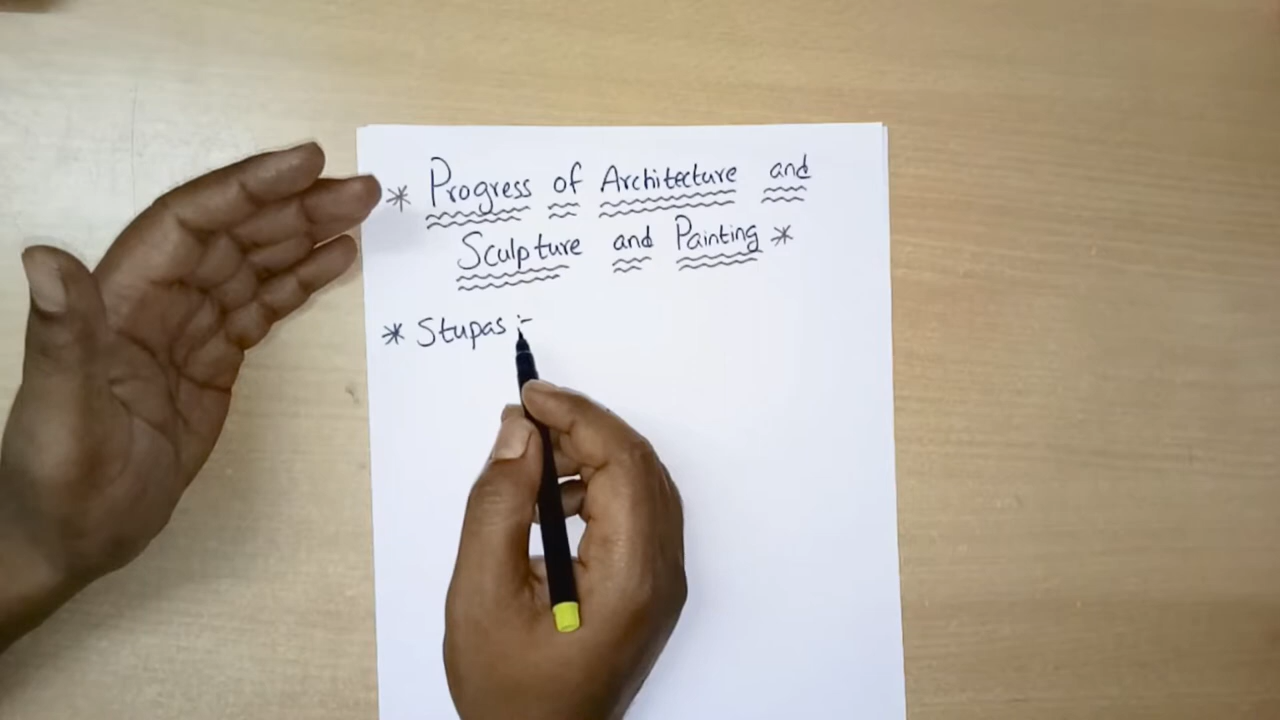 * Progress of Architecture and
Sculpture and Painting *
* Stupas :-